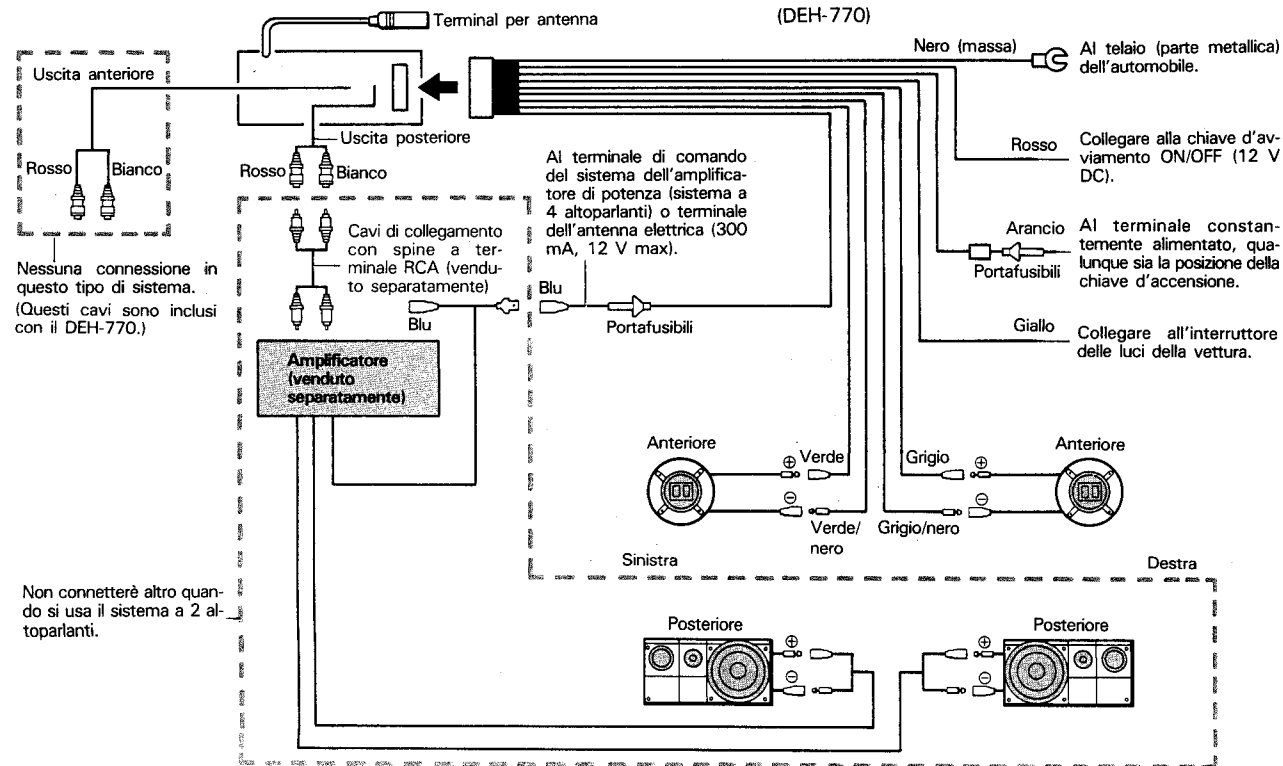 (DEH-770)
Terminal per antenna
Uscita anteriore
Rosso
Bianco
Nessuna connessione in
questo tipo di sistema.
(Questi cavi sono inclusi
con il DEH-770.)
Uscita posteriore
Rosso
Bianco
Cavi di collegamento
con spine a ter-
minale RCA (vendu-
to separatamente)
Blu
Amplificatore
(venduto
separatamente)
Al terminale di comando
del sistema dell'amplifica-
tore di potenza (sistema a
4 altoparlanti) o terminale
dell'antenna elettrica (300
mA, 12 V max).
Blu
Portafusibili
Nero (massa)
Al telaio (parte metallica)
dell'automobile.
Rosso
Collegare alla chiave d'av-
viamento ON/OFF (12 V
DC).
Arancio
Portafusibili
Al terminale constan-
temente alimentato, qua-
lunque sia la posizione della
chiave d'accensione.
Giallo
Collegare all'interruttore
delle luci della vettura.
Anteriore
Verde
⊕
⊖
Verde/
nero
Grigio
⊕
⊖
Grigio/nero
Anteriore
Sinistra
Destra
Non connetterè altro quan-
do si usa il sistema a 2 al-
toparlanti.
Posteriore
⊕
⊖
Posteriore
⊕
⊖